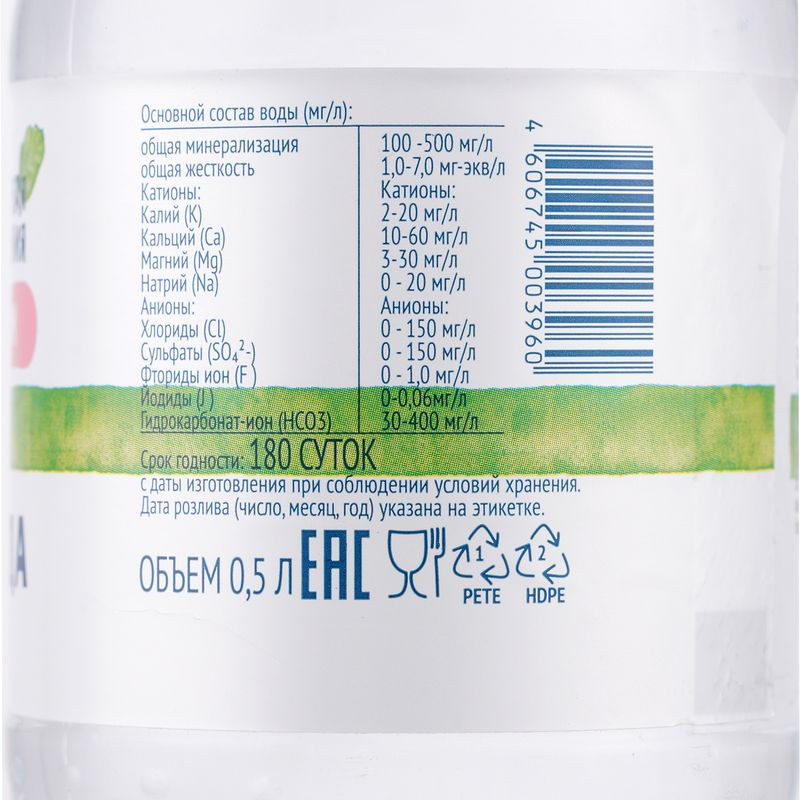 Основной состав воды (мг/л):
общая минерализация 100 -500 мг/л
общая жесткость 1,0-7,0 мг-экв/л
Катионы: Катионы:
Калий (K) 2-20 мг/л
Кальций (Ca) 10-60 мг/л
Магний (Mg) 3-30 мг/л
Натрий (Na) 0 - 20 мг/л
Анионы: Анионы:
Хлориды (Cl) 0 - 150 мг/л
Сульфаты (SO₄²-) 0 - 150 мг/л
Фториды ион (F ) 0 - 1,0 мг/л
Йодиды (J ) 0-0,06мг/л
Гидрокарбонат-ион (HCO3) 30-400 мг/л
Срок годности: 180 СУТОК
с даты изготовления при соблюдении условий хранения.
Дата розлива (число, месяц, год) указана на этикетке.
ОБЪЕМ 0,5 Л EAC
1 2
PETE HDPE
4 606745 003960